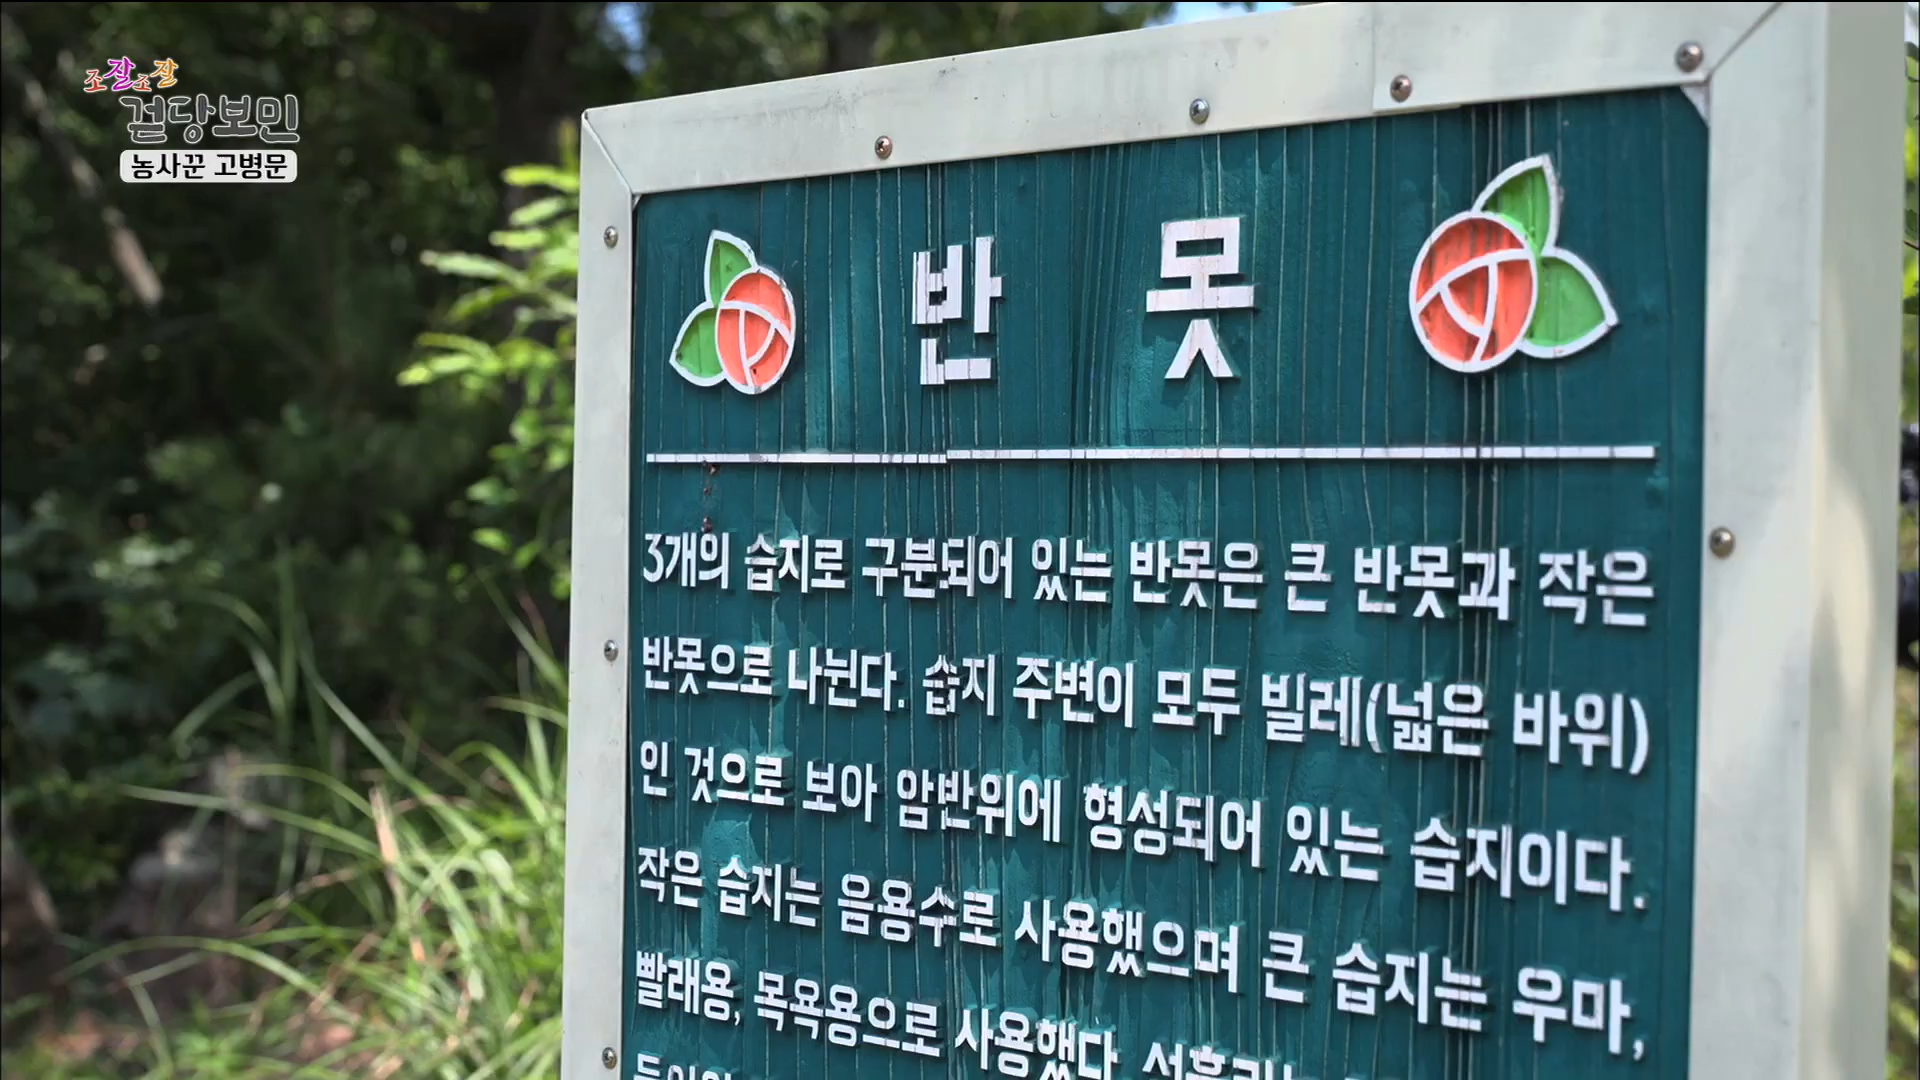 조잘조잘
걷당보민
농사꾼 고병문
반 못
3개의 습지로 구분되어 있는 반못은 큰 반못과 작은
반못으로 나뉜다. 습지 주변이 모두 빌레(넓은 바위)
인 것으로 보아 암반위에 형성되어 있는 습지이다.
작은 습지는 음용수로 사용했으며 큰 습지는 우마,
빨래용, 목욕용으로 사용했다.